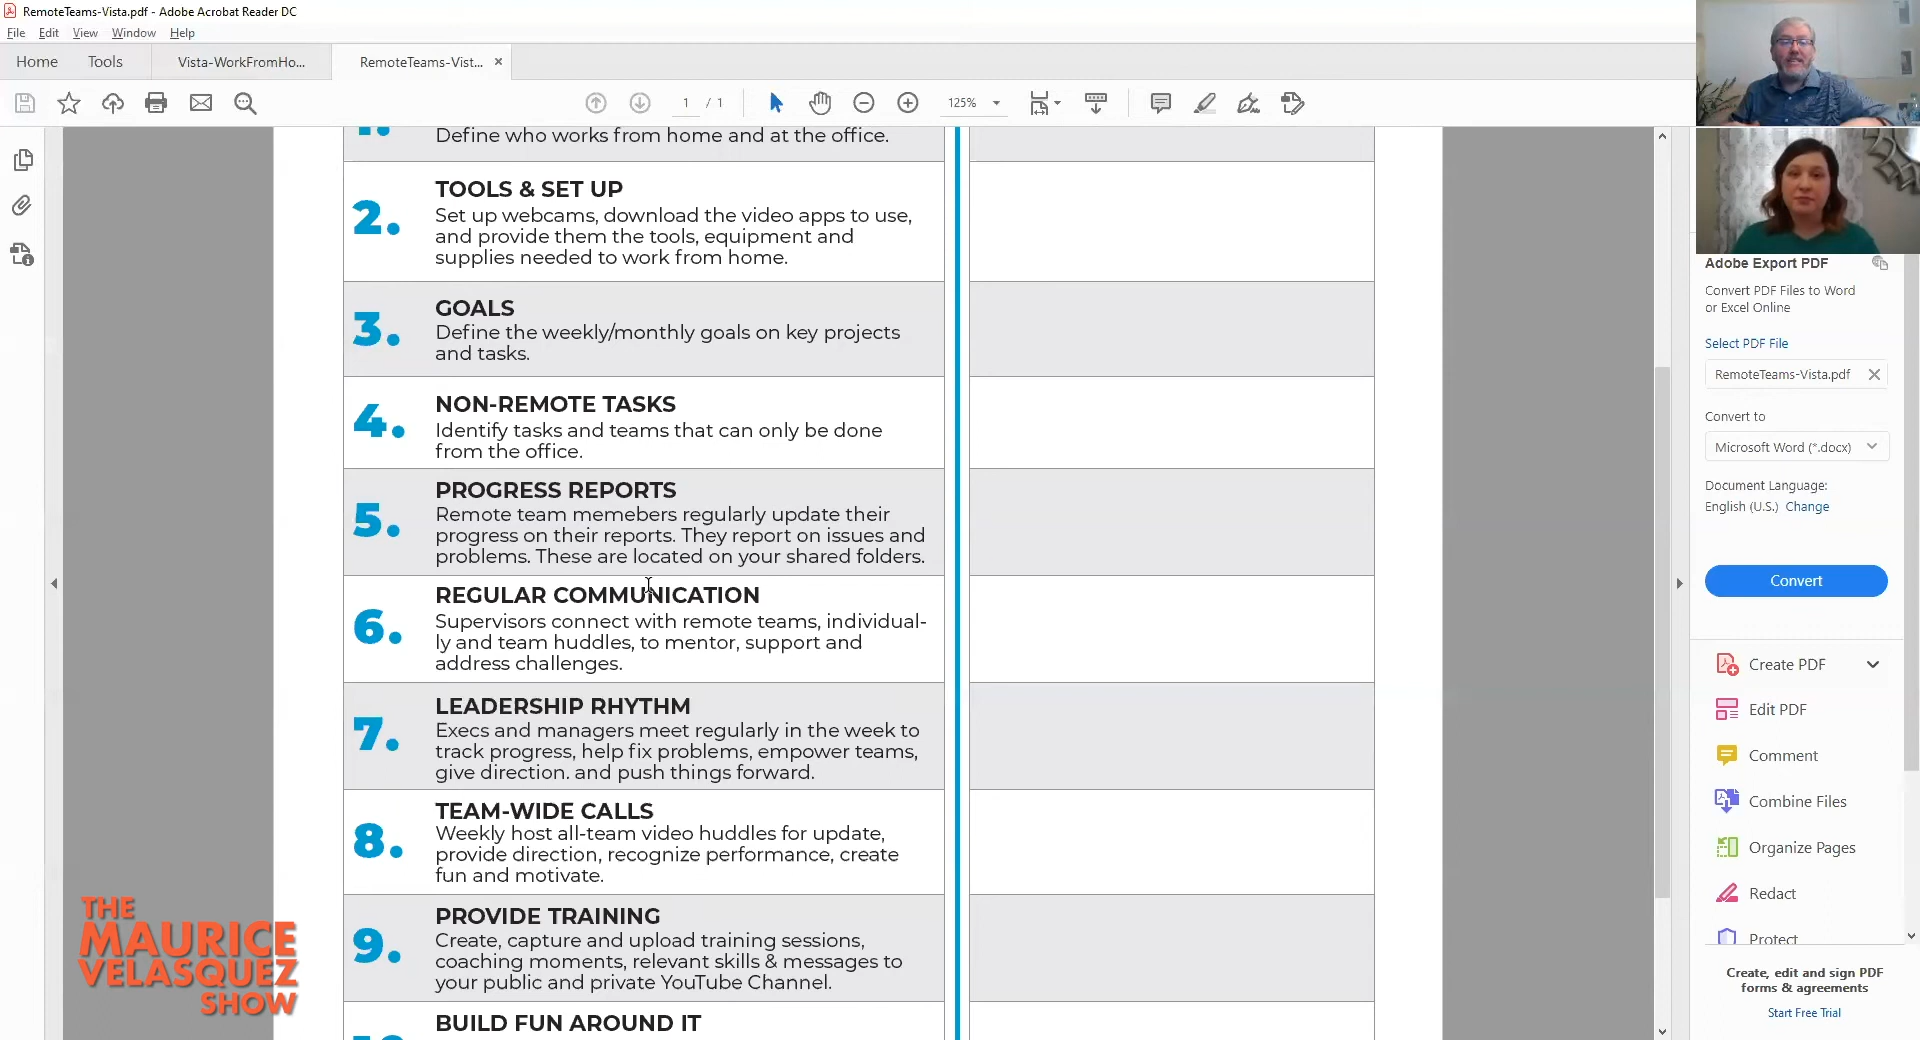 RemoteTeams-Vista.pdf - Adobe Acrobat Reader DC
File Edit View Window Help
Home Tools Vista-WorkFromHo... RemoteTeams-Vist... ×
1 / 1 125%
Define who works from home and at the office.
2. TOOLS & SET UP
Set up webcams, download the video apps to use,
and provide them the tools, equipment and
supplies needed to work from home.
3. GOALS
Define the weekly/monthly goals on key projects
and tasks.
4. NON-REMOTE TASKS
Identify tasks and teams that can only be done
from the office.
5. PROGRESS REPORTS
Remote team memebers regularly update their
progress on their reports. They report on issues and
problems. These are located on your shared folders.
6. REGULAR COMMUNICATION
Supervisors connect with remote teams, individual-
ly and team huddles, to mentor, support and
address challenges.
7. LEADERSHIP RHYTHM
Execs and managers meet regularly in the week to
track progress, help fix problems, empower teams,
give direction. and push things forward.
8. TEAM-WIDE CALLS
Weekly host all-team video huddles for update,
provide direction, recognize performance, create
fun and motivate.
9. PROVIDE TRAINING
Create, capture and upload training sessions,
coaching moments, relevant skills & messages to
your public and private YouTube Channel.
BUILD FUN AROUND IT
THE
MAURICE
VELASQUEZ
SHOW
Adobe Export PDF
Convert PDF Files to Word
or Excel Online
Select PDF File
RemoteTeams-Vista.pdf
Convert to
Microsoft Word (*.docx)
Document Language:
English (U.S.) Change
Convert
Create PDF
Edit PDF
Comment
Combine Files
Organize Pages
Redact
Protect
Create, edit and sign PDF
forms & agreements
Start Free Trial